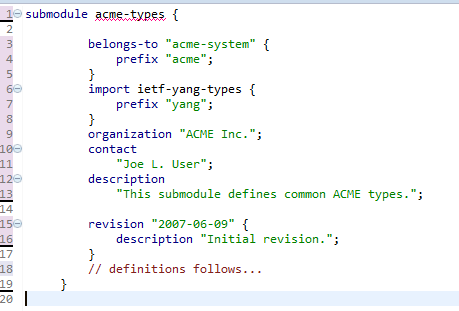 1 submodule acme-types {
2
3 belongs-to "acme-system" {
4 prefix "acme";
5 }
6 import ietf-yang-types {
7 prefix "yang";
8 }
9 organization "ACME Inc.";
10 contact
11 "Joe L. User";
12 description
13 "This submodule defines common ACME types.";
14
15 revision "2007-06-09" {
16 description "Initial revision.";
17 }
18 // definitions follows...
19 }
20